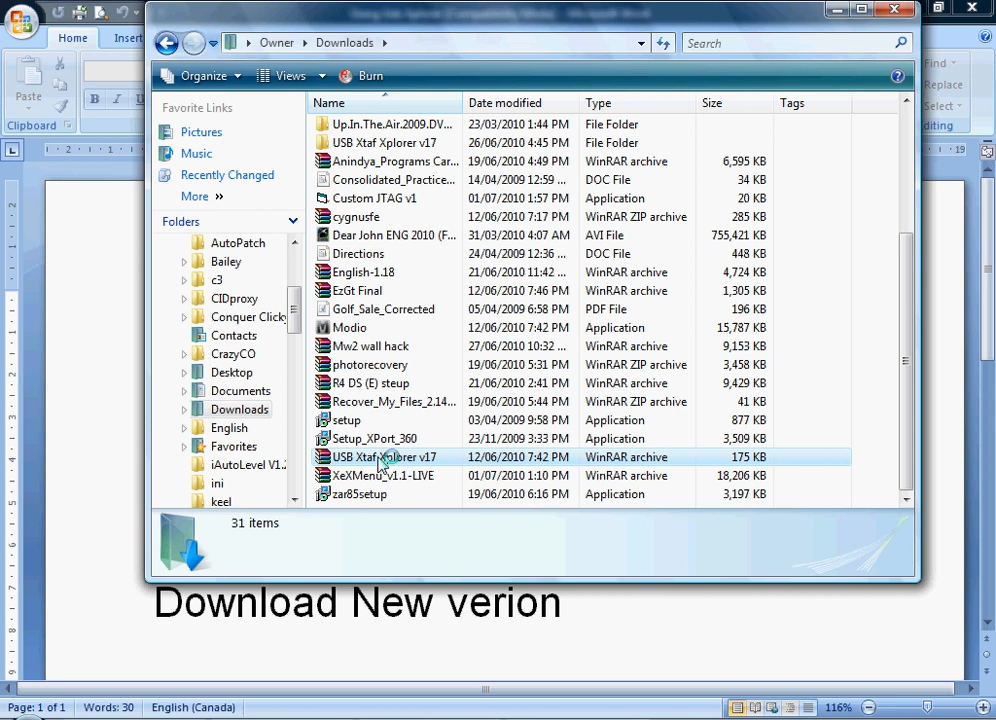 Home
Insert
Find
Replace
Select
Paste
B I U
Clipboard
Editing
Owner Downloads
Search
Organize Views Burn
Favorite Links
Pictures
Music
Recently Changed
More »
Folders
AutoPatch
Bailey
c3
CIDproxy
Conquer Click
Contacts
CrazyCO
Desktop
Documents
Downloads
English
Favorites
iAutoLevel V1.2
ini
keel
Name Date modified Type Size Tags
Up.In.The.Air.2009.DV... 23/03/2010 1:44 PM File Folder
USB Xtaf Xplorer v17 26/06/2010 4:45 PM File Folder
Anindya_Programs Car... 19/06/2010 4:49 PM WinRAR archive 6,595 KB
Consolidated_Practice... 14/04/2009 12:59 ... DOC File 34 KB
Custom JTAG v1 01/07/2010 1:57 PM Application 20 KB
cygnusfe 12/06/2010 7:17 PM WinRAR ZIP archive 285 KB
Dear John ENG 2010 (F... 31/03/2010 4:07 AM AVI File 755,421 KB
Directions 24/04/2009 12:36 ... DOC File 448 KB
English-1.18 21/06/2010 11:42 ... WinRAR archive 4,724 KB
EzGt Final 12/06/2010 7:46 PM WinRAR archive 1,305 KB
Golf_Sale_Corrected 05/04/2009 6:58 PM PDF File 196 KB
Modio 12/06/2010 7:42 PM Application 15,787 KB
Mw2 wall hack 27/06/2010 10:32 ... WinRAR archive 9,153 KB
photorecovery 19/06/2010 5:31 PM WinRAR ZIP archive 3,458 KB
R4 DS (E) steup 21/06/2010 2:41 PM WinRAR archive 9,429 KB
Recover_My_Files_2.14... 19/06/2010 5:44 PM WinRAR ZIP archive 41 KB
setup 03/04/2009 9:58 PM Application 877 KB
Setup_XPort_360 23/11/2009 3:33 PM Application 3,509 KB
USB Xtaf Xplorer v17 12/06/2010 7:42 PM WinRAR archive 175 KB
XeXMenu_v1.1-LIVE 01/07/2010 1:10 PM WinRAR archive 18,206 KB
zar85setup 19/06/2010 6:16 PM Application 3,197 KB
31 items
Download New verion
Page: 1 of 1 Words: 30 English (Canada) 116%